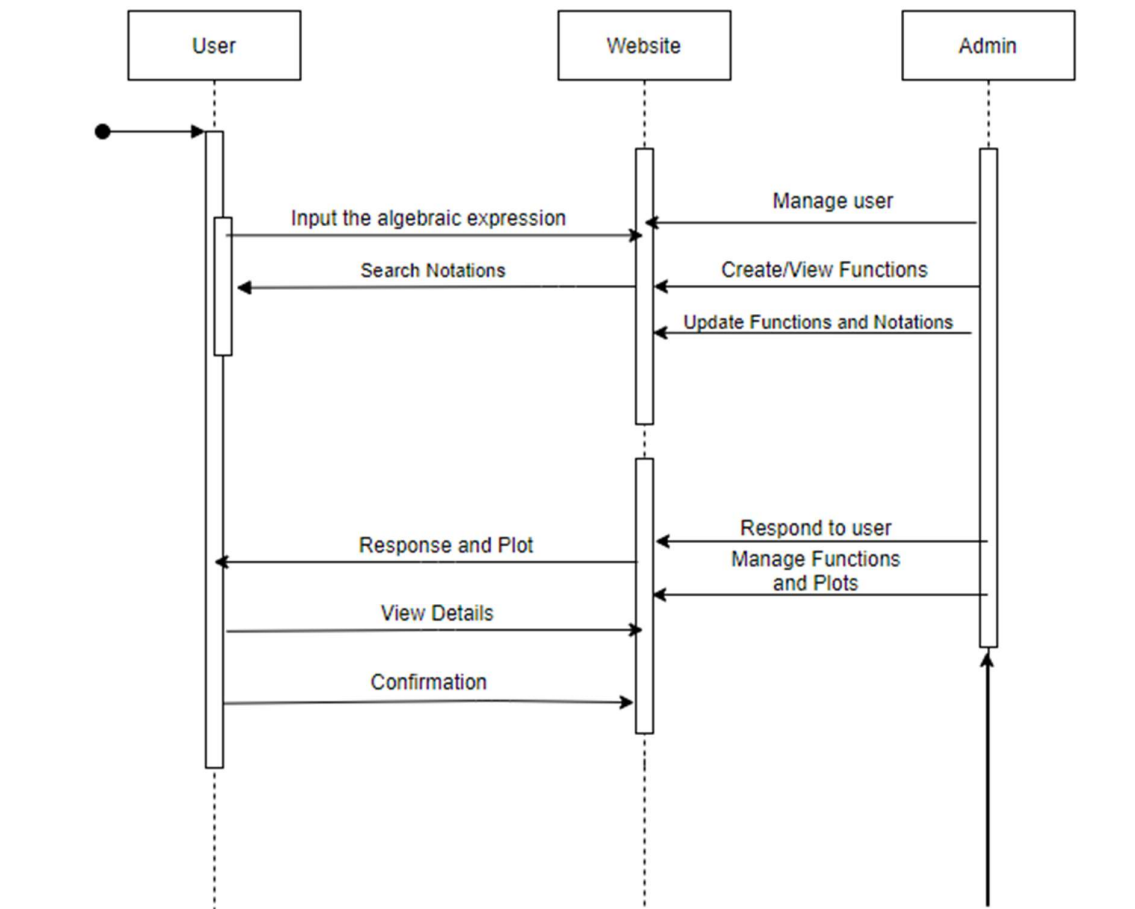 User
Website
Admin
Manage user
Input the algebraic expression
Search Notations
Create/View Functions
Update Functions and Notations
Respond to user
Response and Plot
Manage Functions
and Plots
View Details
Confirmation